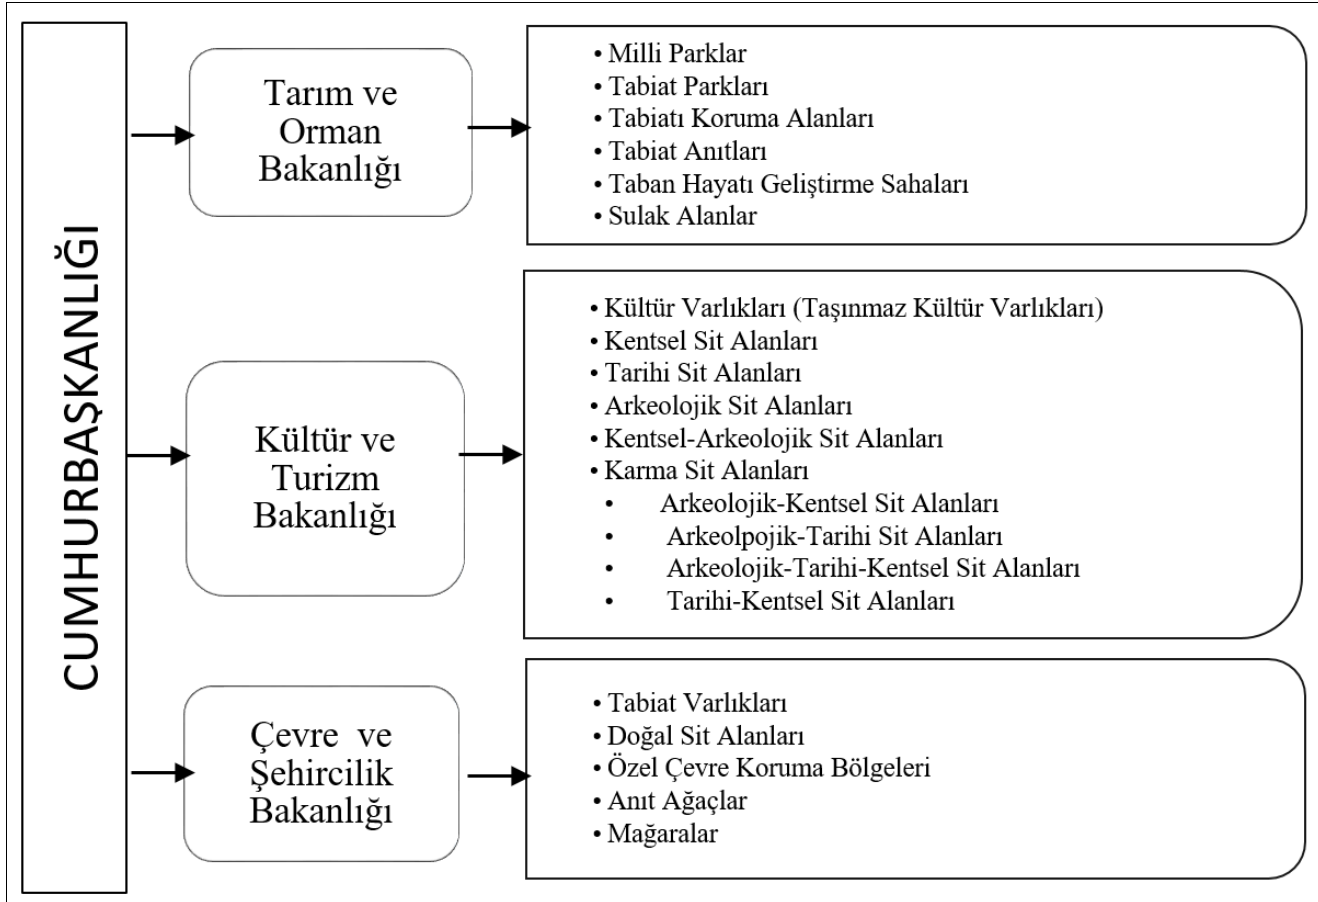 CUMHURBAŞKANLIĞI
Tarım ve
Orman
Bakanlığı
• Milli Parklar
• Tabiat Parkları
• Tabiatı Koruma Alanları
• Tabiat Anıtları
• Taban Hayatı Geliştirme Sahaları
• Sulak Alanlar
Kültür ve
Turizm
Bakanlığı
• Kültür Varlıkları (Taşınmaz Kültür Varlıkları)
• Kentsel Sit Alanları
• Tarihi Sit Alanları
• Arkeolojik Sit Alanları
• Kentsel-Arkeolojik Sit Alanları
• Karma Sit Alanları
• Arkeolojik-Kentsel Sit Alanları
• Arkeolpojik-Tarihi Sit Alanları
• Arkeolojik-Tarihi-Kentsel Sit Alanları
• Tarihi-Kentsel Sit Alanları
Çevre ve
Şehircilik
Bakanlığı
• Tabiat Varlıkları
• Doğal Sit Alanları
• Özel Çevre Koruma Bölgeleri
• Anıt Ağaçlar
• Mağaralar